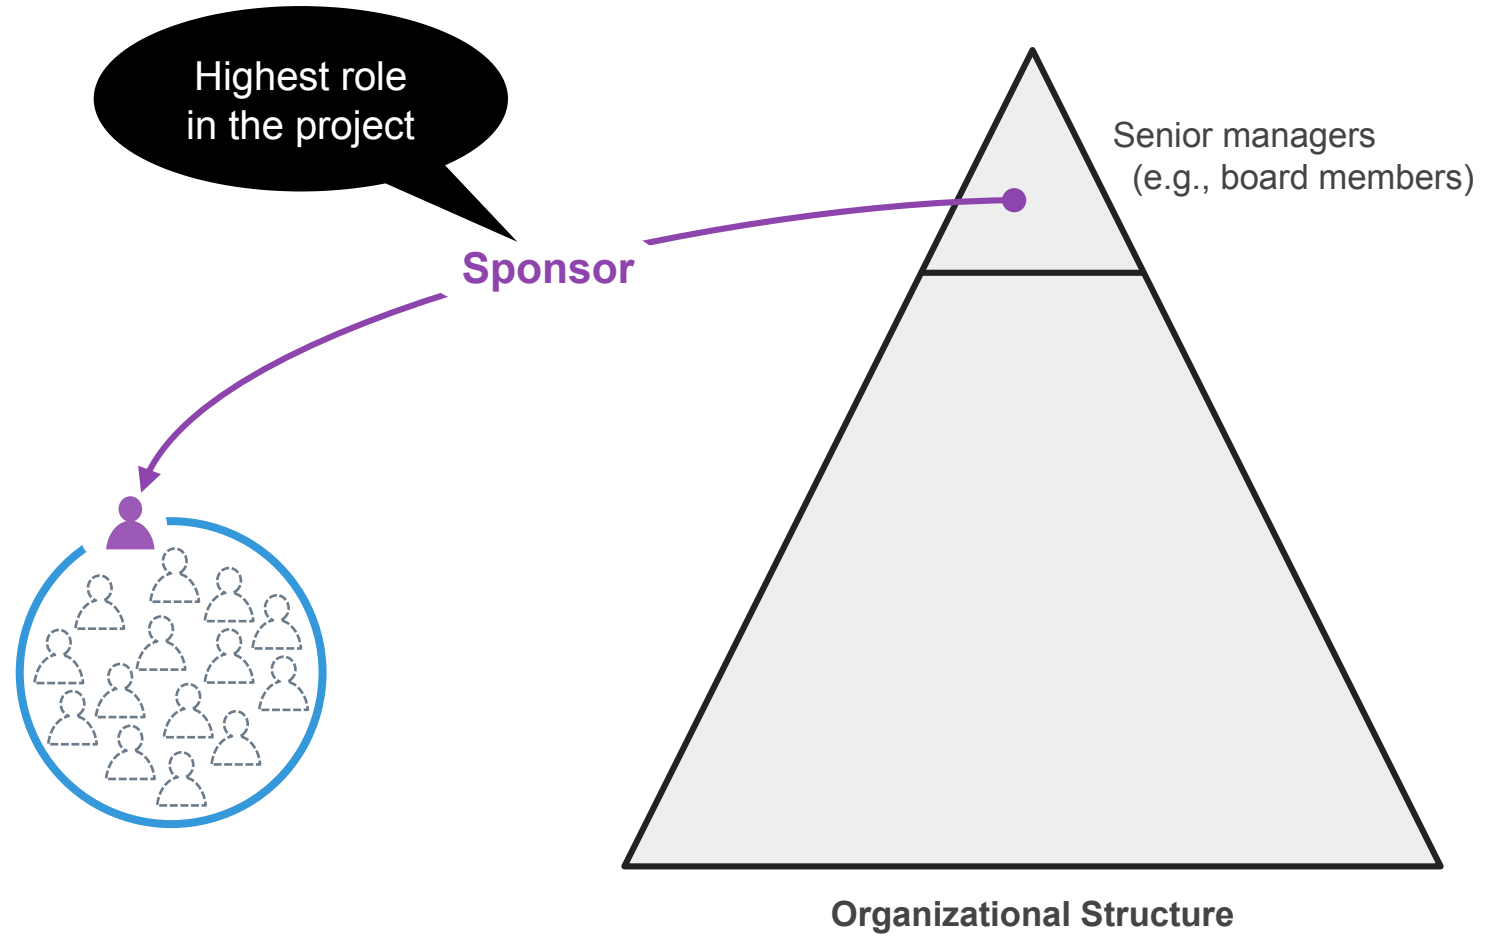 Highest role
in the project
Senior managers
(e.g., board members)
Sponsor
Organizational Structure